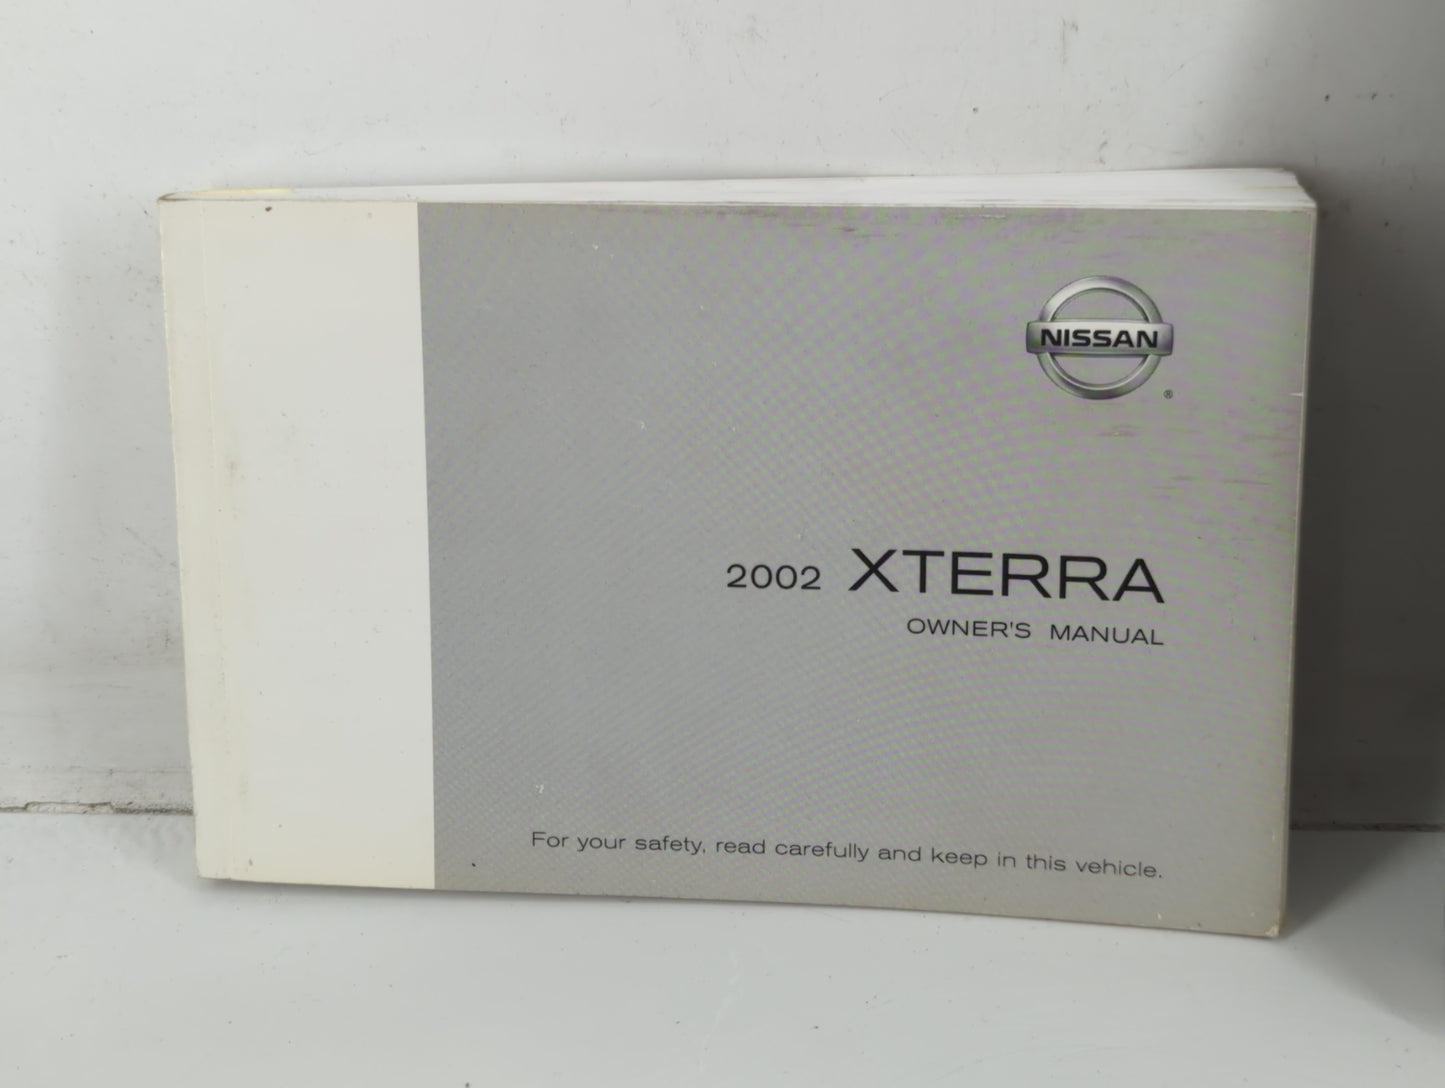 NISSAN
®
2002 XTERRA
OWNER'S MANUAL
For your safety, read carefully and keep in this vehicle.